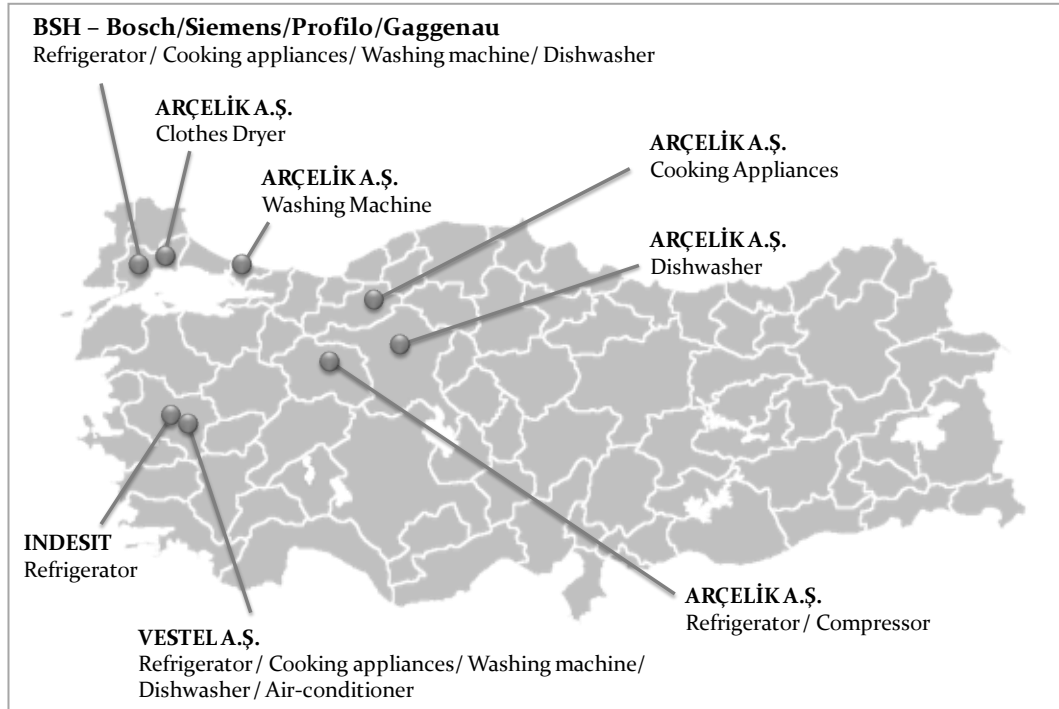 BSH – Bosch/Siemens/Profilo/Gaggenau
Refrigerator / Cooking appliances/ Washing machine/ Dishwasher
ARÇELİK A.Ş.
Clothes Dryer
ARÇELİK A.Ş.
Washing Machine
ARÇELİK A.Ş.
Cooking Appliances
ARÇELİK A.Ş.
Dishwasher
INDESIT
Refrigerator
ARÇELİK A.Ş.
Refrigerator / Compressor
VESTEL A.Ş.
Refrigerator / Cooking appliances/ Washing machine/
Dishwasher / Air-conditioner